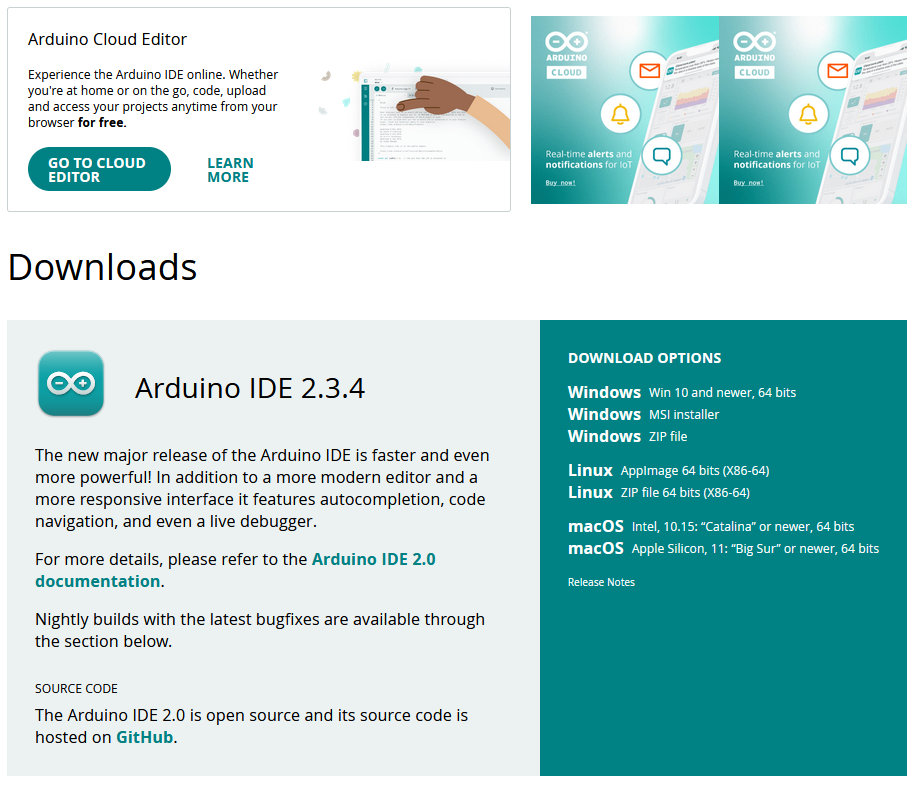 Arduino Cloud Editor
Experience the Arduino IDE online. Whether
you're at home or on the go, code, upload
and access your projects anytime from your
browser for free.
GO TO CLOUD
EDITOR
LEARN
MORE
ARDUINO
CLOUD
Real-time alerts and
notifications for IoT
Buy now!
ARDUINO
CLOUD
Real-time alerts and
notifications for IoT
Buy now!
Downloads
Arduino IDE 2.3.4
The new major release of the Arduino IDE is faster and even
more powerful! In addition to a more modern editor and a
more responsive interface it features autocompletion, code
navigation, and even a live debugger.
For more details, please refer to the Arduino IDE 2.0
documentation.
Nightly builds with the latest bugfixes are available through
the section below.
SOURCE CODE
The Arduino IDE 2.0 is open source and its source code is
hosted on GitHub.
DOWNLOAD OPTIONS
Windows Win 10 and newer, 64 bits
Windows MSI installer
Windows ZIP file
Linux AppImage 64 bits (X86-64)
Linux ZIP file 64 bits (X86-64)
macOS Intel, 10.15: “Catalina” or newer, 64 bits
macOS Apple Silicon, 11: “Big Sur” or newer, 64 bits
Release Notes